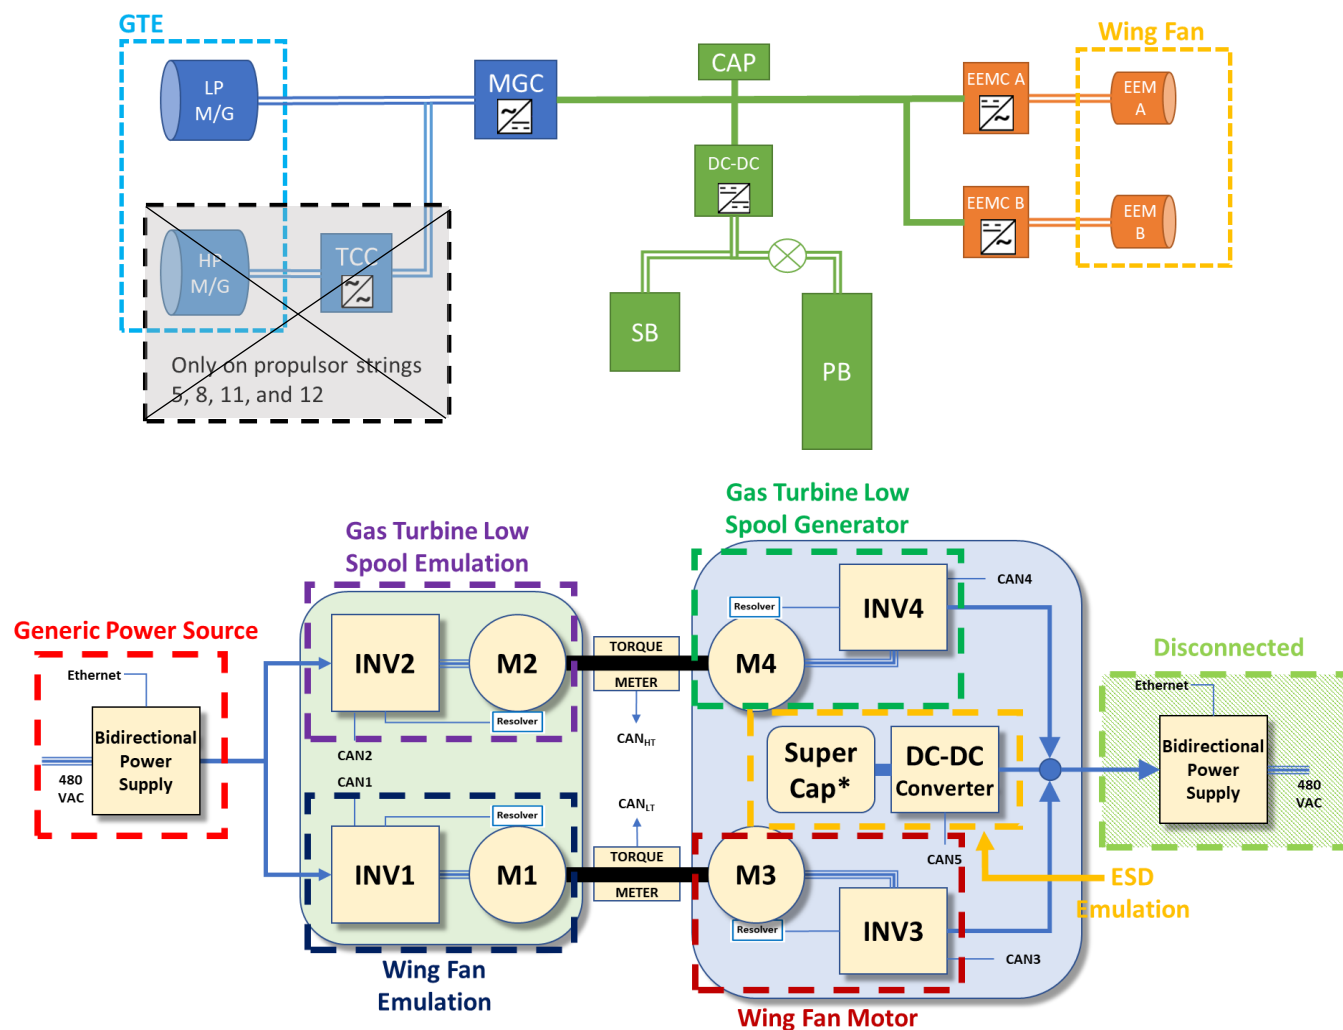 GTE
Wing Fan
LP
M/G
MGC
CAP
EEMC A
EEM
A
DC-DC
HP
M/G
TCC
EEMC B
EEM
B
SB
PB
Only on propulsor strings
5, 8, 11, and 12
Gas Turbine Low
Spool Generator
Gas Turbine Low
Spool Emulation
Generic Power Source
Ethernet
Bidirectional
Power
Supply
480
VAC
INV2
M2
Resolver
CAN2
TORQUE
METER
CANHT
Resolver
M4
INV4
CAN4
Super
Cap*
DC-DC
Converter
CAN5
Disconnected
Ethernet
Bidirectional
Power
Supply
480
VAC
CAN1
Resolver
INV1
M1
CANLT
TORQUE
METER
M3
Resolver
INV3
CAN3
ESD
Emulation
Wing Fan
Emulation
Wing Fan Motor